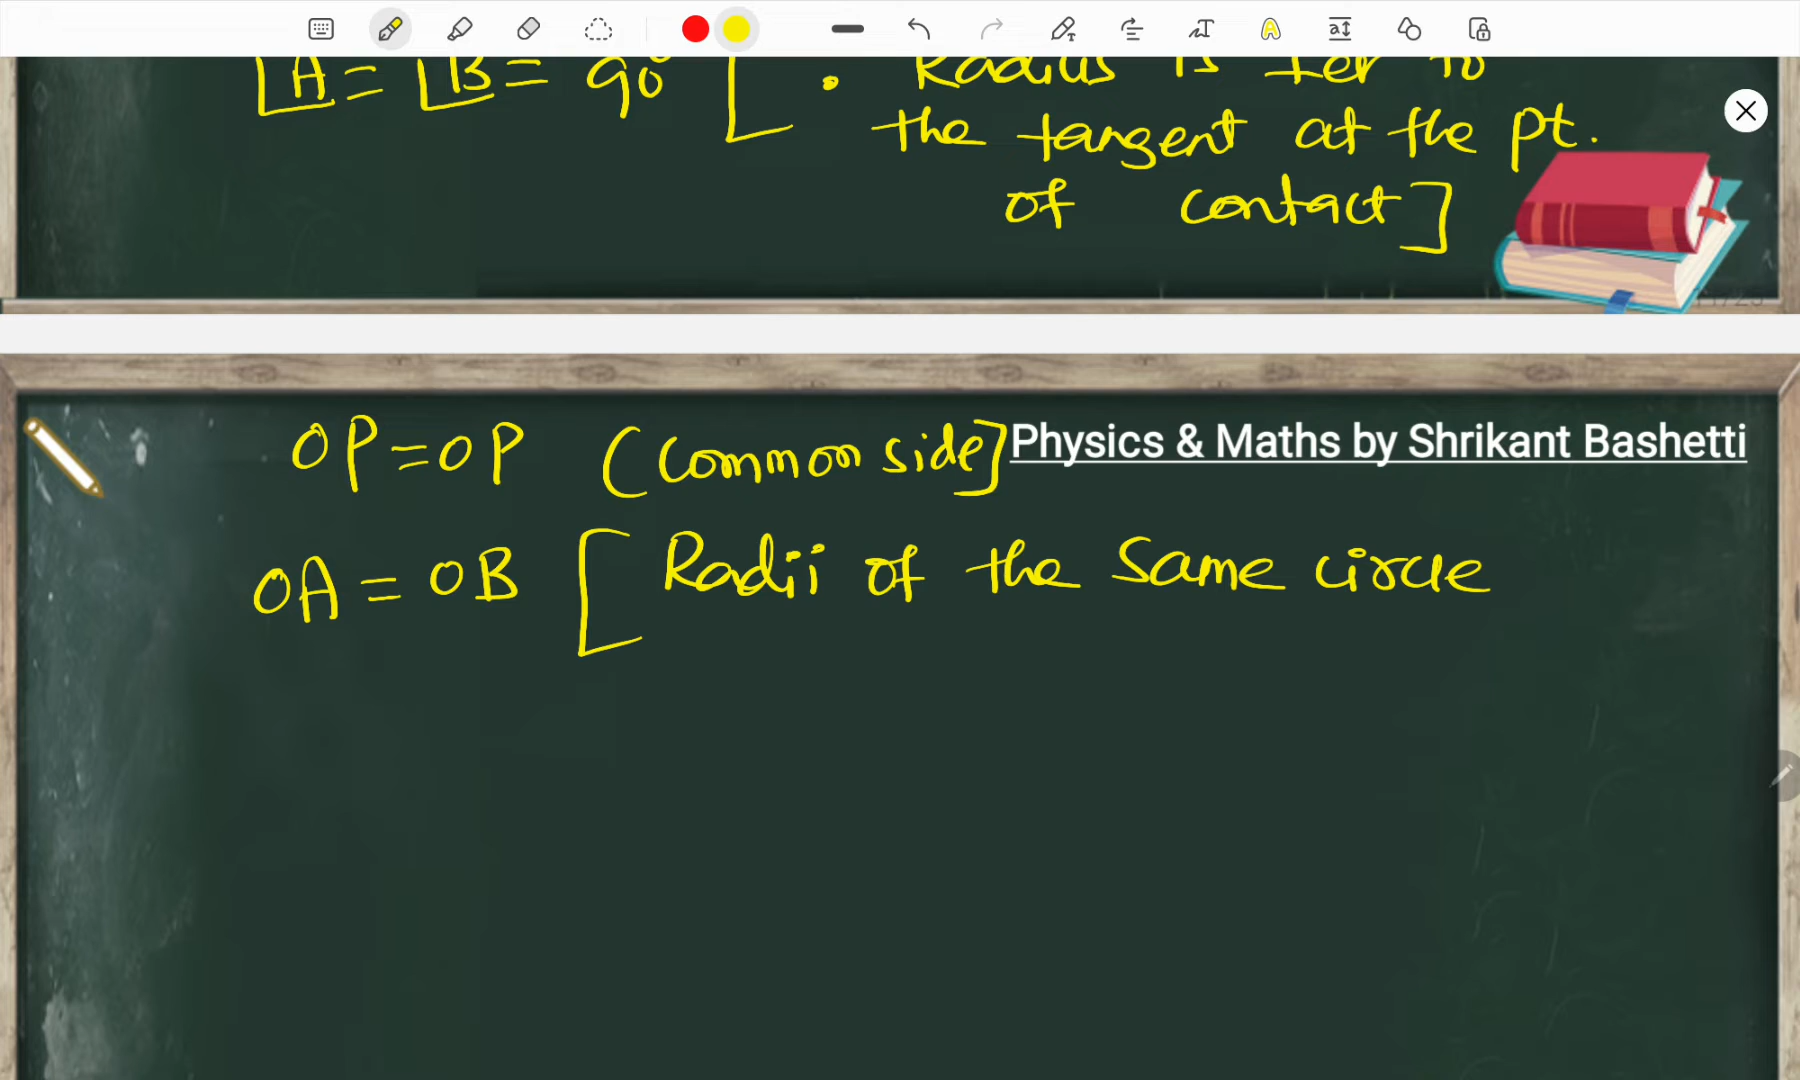 ∠A = ∠B = 90° [ ∵ Radius is ⊥er to
the tangent at the pt.
of contact]
OP = OP (common side]
Physics & Maths by Shrikant Bashetti
OA = OB [Radii of the same circle